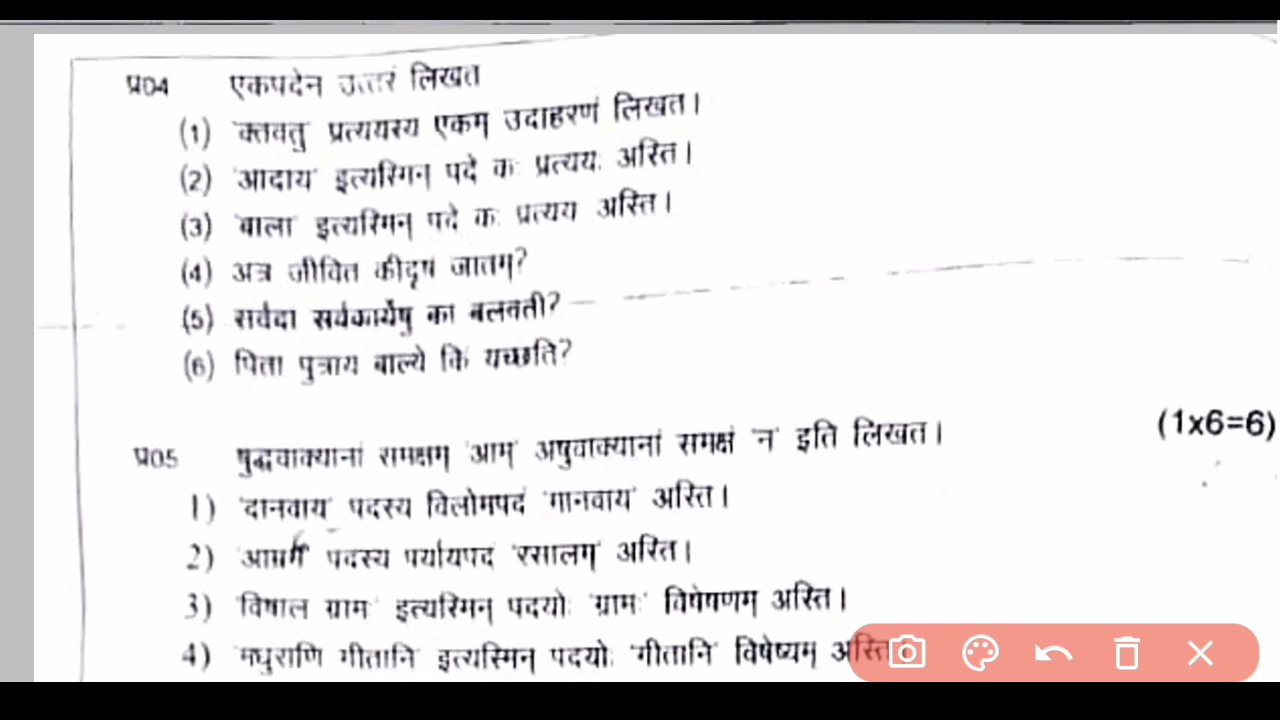 प्र04 एकपदेन उत्तरं लिखत
(1) 'क्तवतु' प्रत्ययस्य एकम् उदाहरणं लिखत।
(2) 'आदाय' इत्यस्मिन् पदे कः प्रत्ययः अस्ति।
(3) 'बाला' इत्यस्मिन् पदे कः प्रत्यय अस्ति।
(4) अत्र जीवित कीदृषं जातम्?
(5) सर्वदा सर्वकार्येषु का बलवती?
(6) पिता पुत्राय बाल्ये किं यच्छति?
(1x6=6)
प्र05 षुद्धवाक्यानां समक्षम् 'आम्' अषुवाक्यानां समक्षं 'न' इति लिखत।
1) 'दानवाय' पदस्य विलोमपदं 'मानवाय' अस्ति।
2) 'आम्रम्' पदस्य पर्यायपदं 'रसालम्' अस्ति।
3) 'विषाल ग्रामः' इत्यस्मिन् पदयोः 'ग्रामः' विषेषणम् अस्ति।
4) 'मधुराणि गीतानि' इत्यस्मिन् पदयोः 'गीतानि' विषेष्यम् अस्ति